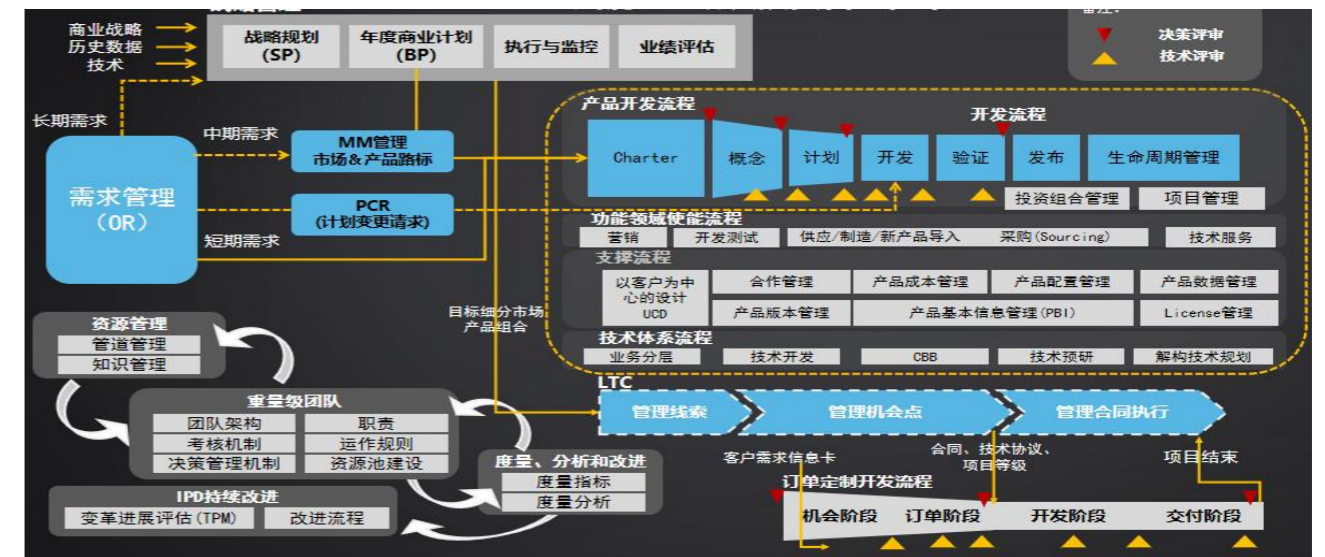 商业战略
历史数据
技术
战略规划
(SP)
年度商业计划
(BP)
执行与监控
业绩评估
备注：
决策评审
技术评审
长期需求
中期需求
短期需求
需求管理
(OR)
MM管理
市场&产品路标
PCR
(计划变更请求)
产品开发流程
开发流程
Charter
概念
计划
开发
验证
发布
生命周期管理
投资组合管理
项目管理
功能领域使能流程
营销
开发测试
供应/制造/新产品导入
采购(Sourcing)
技术服务
支撑流程
以客户为中
心的设计
UCD
合作管理
产品成本管理
产品配置管理
产品数据管理
产品版本管理
产品基本信息管理(PBI)
License管理
技术体系流程
业务分层
技术开发
CBB
技术预研
解构技术规划
目标细分市场
产品组合
LTC
管理线索
管理机会点
管理合同执行
客户需求信息卡
合同、技术协议、
项目等级
项目结束
订单定制开发流程
机会阶段
订单阶段
开发阶段
交付阶段
资源管理
管道管理
知识管理
重量级团队
团队架构
职责
考核机制
运作规则
决策管理机制
资源池建设
度量、分析和改进
度量指标
度量分析
IPD持续改进
变革进展评估(TPM)
改进流程